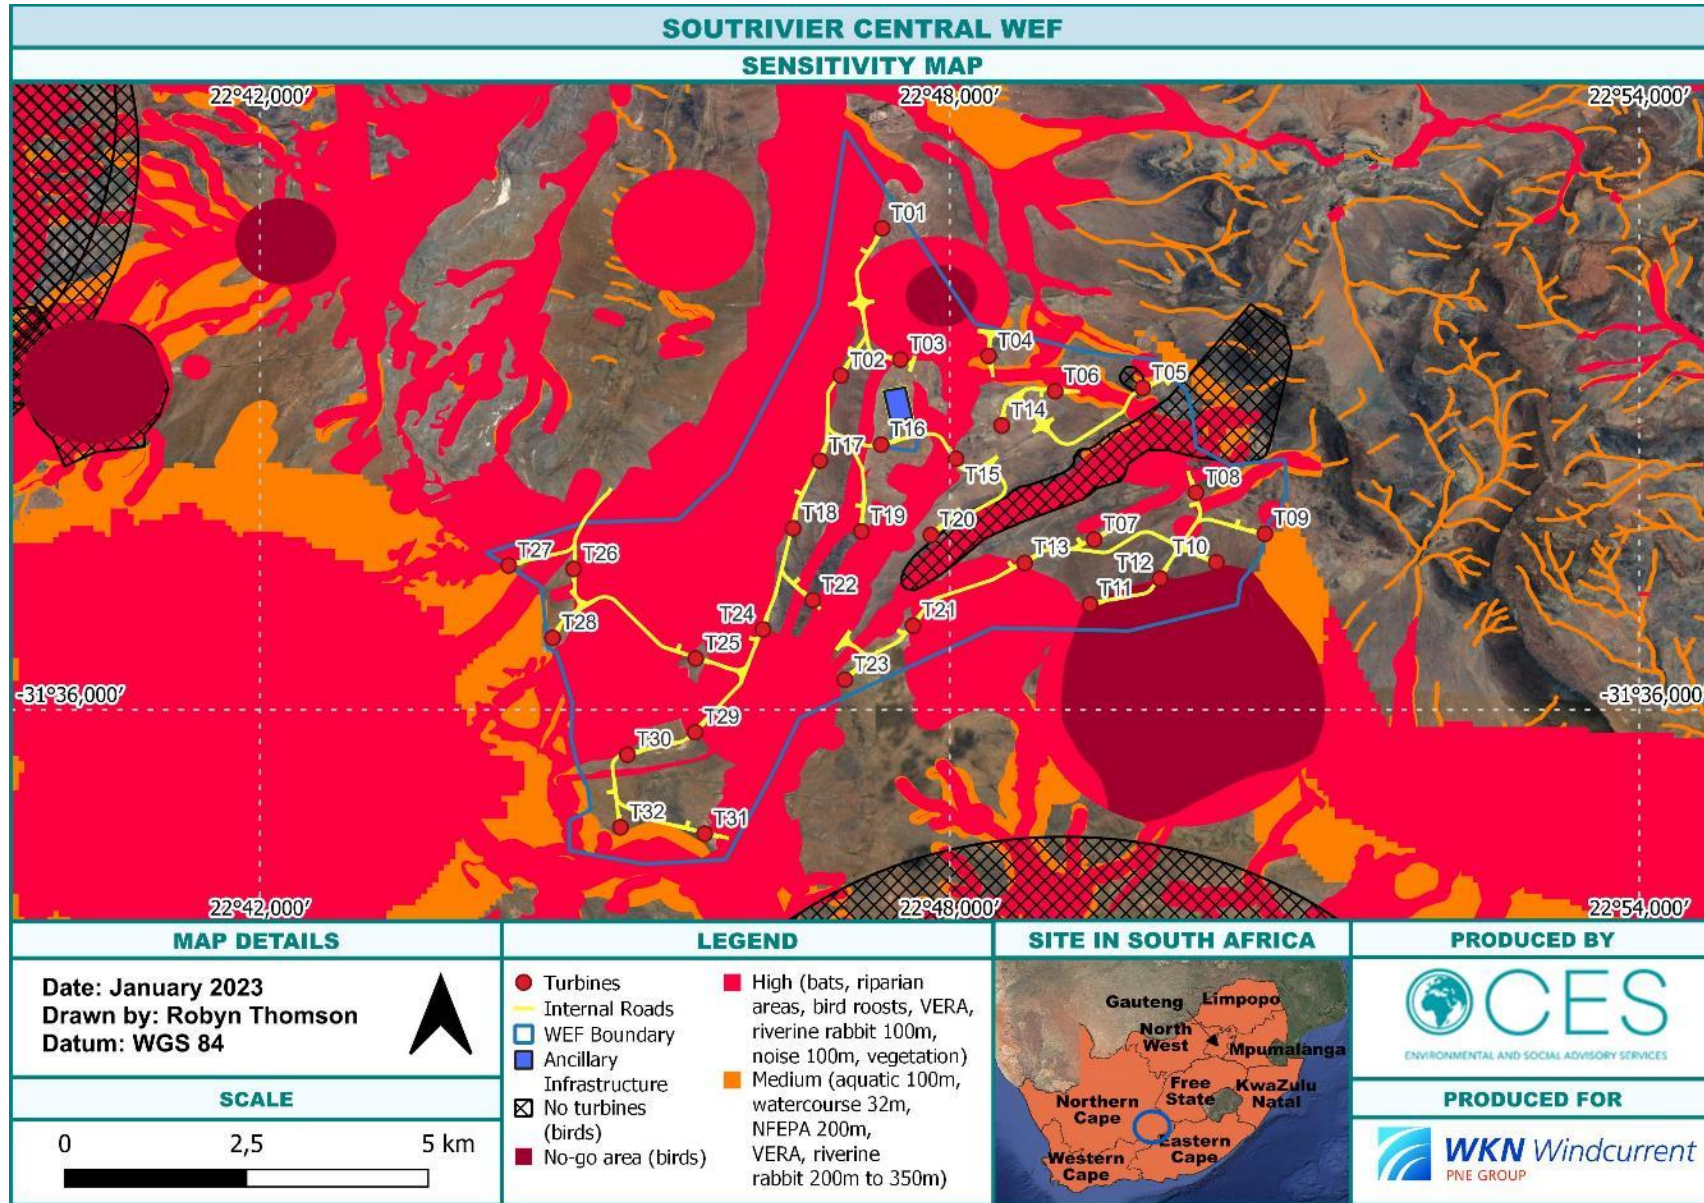 SOUTRIVIER CENTRAL WEF
SENSITIVITY MAP
22°42,000′
22°48,000′
22°54,000′
T01
T04
T03
T02
T05
T06
T14
T16
T17
T15
T08
T18
T19
T20
T07
T09
T27
T26
T13
T10
T12
T22
T11
T21
T24
T28
T25
T23
-31°36,000′
-31°36,000′
T29
T30
T32
T31
22°42,000′
22°48,000′
22°54,000′
MAP DETAILS
Date: January 2023
Drawn by: Robyn Thomson
Datum: WGS 84
SCALE
0
2,5
5 km
LEGEND
Turbines
Internal Roads
WEF Boundary
Ancillary
Infrastructure
No turbines
(birds)
No-go area (birds)
High (bats, riparian
areas, bird roosts, VERA,
riverine rabbit 100m,
noise 100m, vegetation)
Medium (aquatic 100m,
watercourse 32m,
NFEPA 200m,
VERA, riverine
rabbit 200m to 350m)
SITE IN SOUTH AFRICA
Gauteng
Limpopo
North
West
Mpumalanga
Free
State
KwaZulu
Natal
Northern
Cape
Eastern
Cape
Western
Cape
PRODUCED BY
CES
ENVIRONMENTAL AND SOCIAL ADVISORY SERVICES
PRODUCED FOR
WKN Windcurrent
PNE GROUP